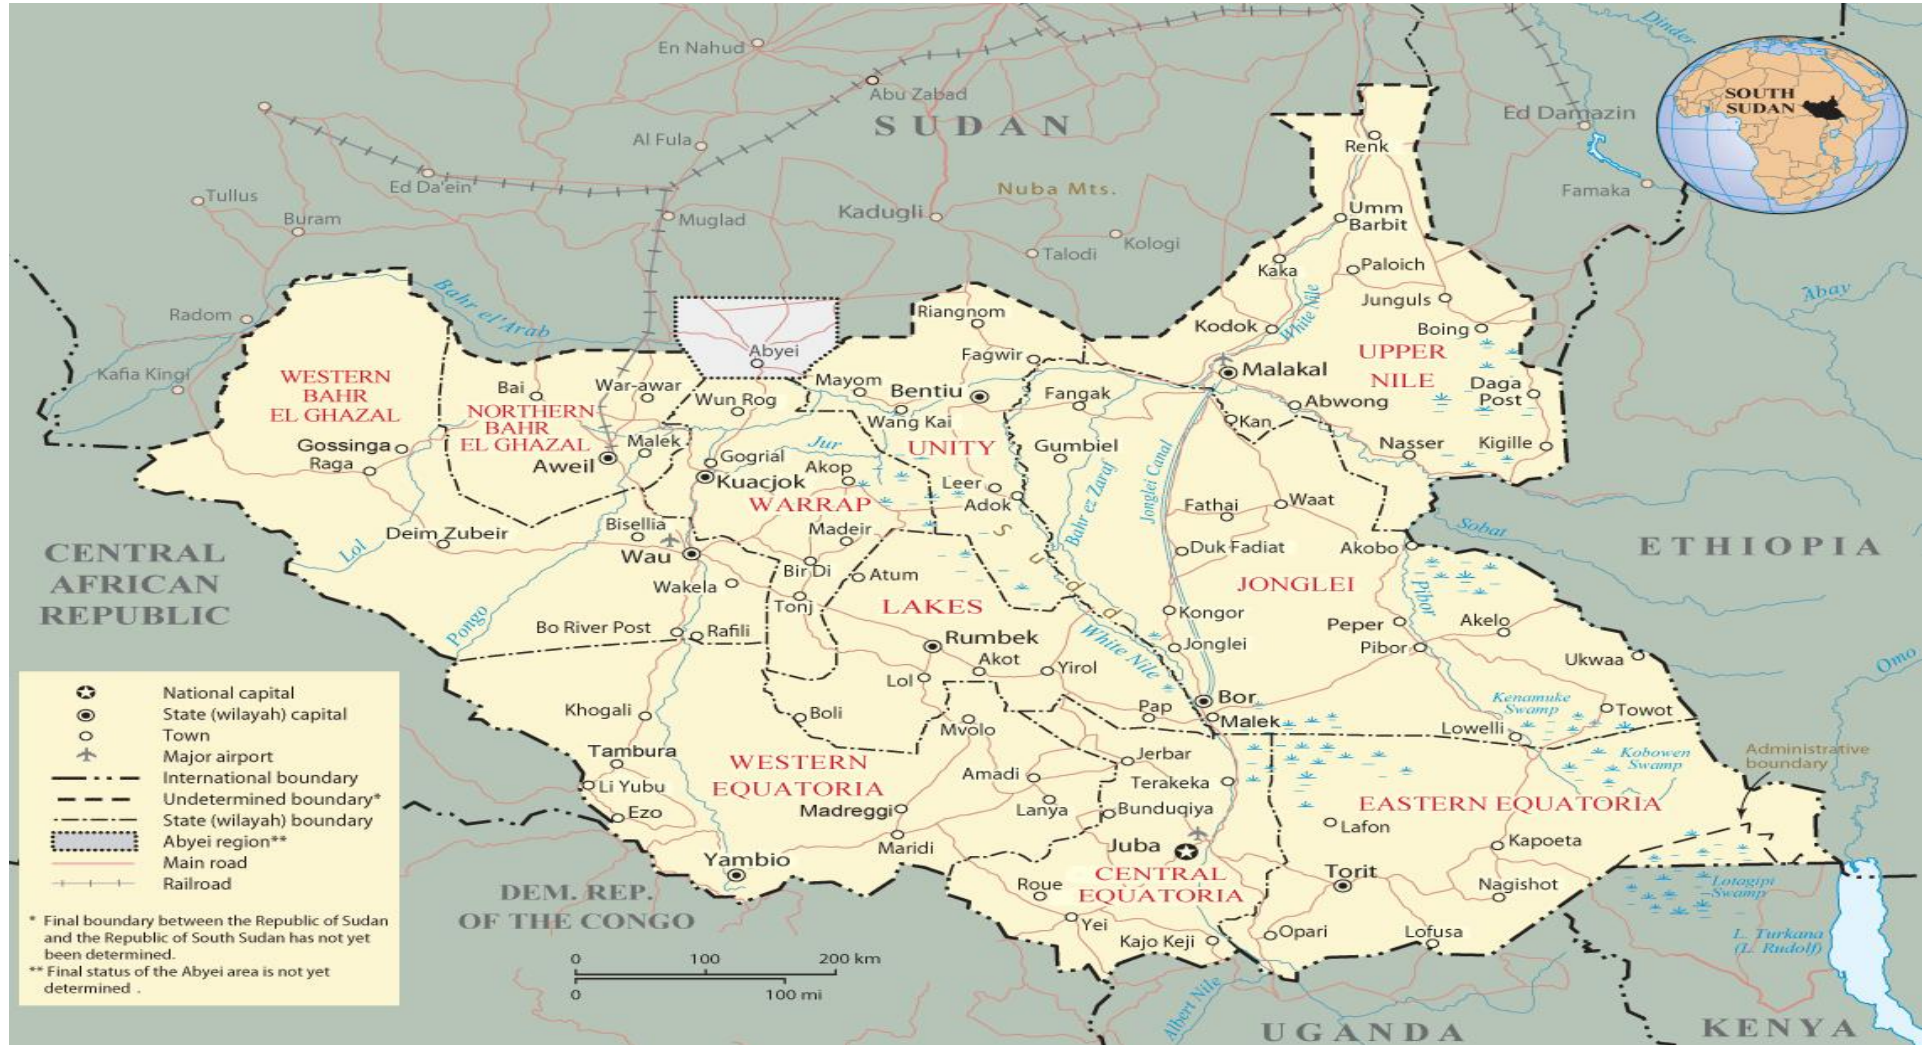 En Nahud
Abu Zabad
SUDAN
Dinder
SOUTH
SUDAN
Ed Damazin
Al Fula
Renk
Ed Da'ein
Nuba Mts.
Famaka
Tullus
Buram
Muglad
Kadugli
Umm
Barbit
Talodi
Kologi
Kaka
Paloich
Bahr el'Arab
White Nile
Junguls
Abay
Radom
Riangnom
Kodok
Boing
Abyei
Fagwir
UPPER
NILE
Kafia Kingi
WESTERN
BAHR
EL GHAZAL
Bai
War-awar
Mayom
Bentiu
Malakal
Daga
Post
Wun Rog
Fangak
Abwong
NORTHERN
BAHR
EL GHAZAL
Wang Kai
Kan
Gossinga
Malek
Jur
UNITY
Gumbiel
Nasser
Kigille
Raga
Aweil
Gogrial
Akop
Kuacjok
Leer
Bahr ez Zaraf
Jonglei Canal
WARRAP
Adok
Fathai
Waat
Bisellia
Madeir
Sudd
Sobat
Deim Zubeir
Lol
Wau
Duk Fadiat
Akobo
ETHIOPIA
CENTRAL
AFRICAN
REPUBLIC
Bir Di
Atum
JONGLEI
Pibor
Wakela
Tonj
LAKES
Kongor
Pongo
Bo River Post
Rafili
Rumbek
White Nile
Jonglei
Peper
Akelo
Pibor
Ukwaa
Omo
Lol
Akot
Yirol
Bor
Kenamuke
Swamp
Khogali
Boli
Mvolo
Pap
Malek
Lowelli
Towot
Tambura
WESTERN
EQUATORIA
Jerbar
Kobowen
Swamp
Administrative
boundary
Li Yubu
Amadi
Terakeka
Ezo
Madreggi
Lanya
Bunduqiya
EASTERN EQUATORIA
Maridi
Juba
Lafon
Kapoeta
Yambio
CENTRAL
EQUATORIA
Torit
DEM. REP.
OF THE CONGO
Roue
Nagishot
Lotagipi
Swamp
Yei
Kajo Keji
Opari
Lofusa
L. Turkana
(L. Rudolf)
Albert Nile
UGANDA
KENYA
National capital
State (wilayah) capital
Town
Major airport
International boundary
Undetermined boundary*
State (wilayah) boundary
Abyei region**
Main road
Railroad
* Final boundary between the Republic of Sudan
and the Republic of South Sudan has not yet
been determined.
** Final status of the Abyei area is not yet
determined .
0 100 200 km
0 100 mi